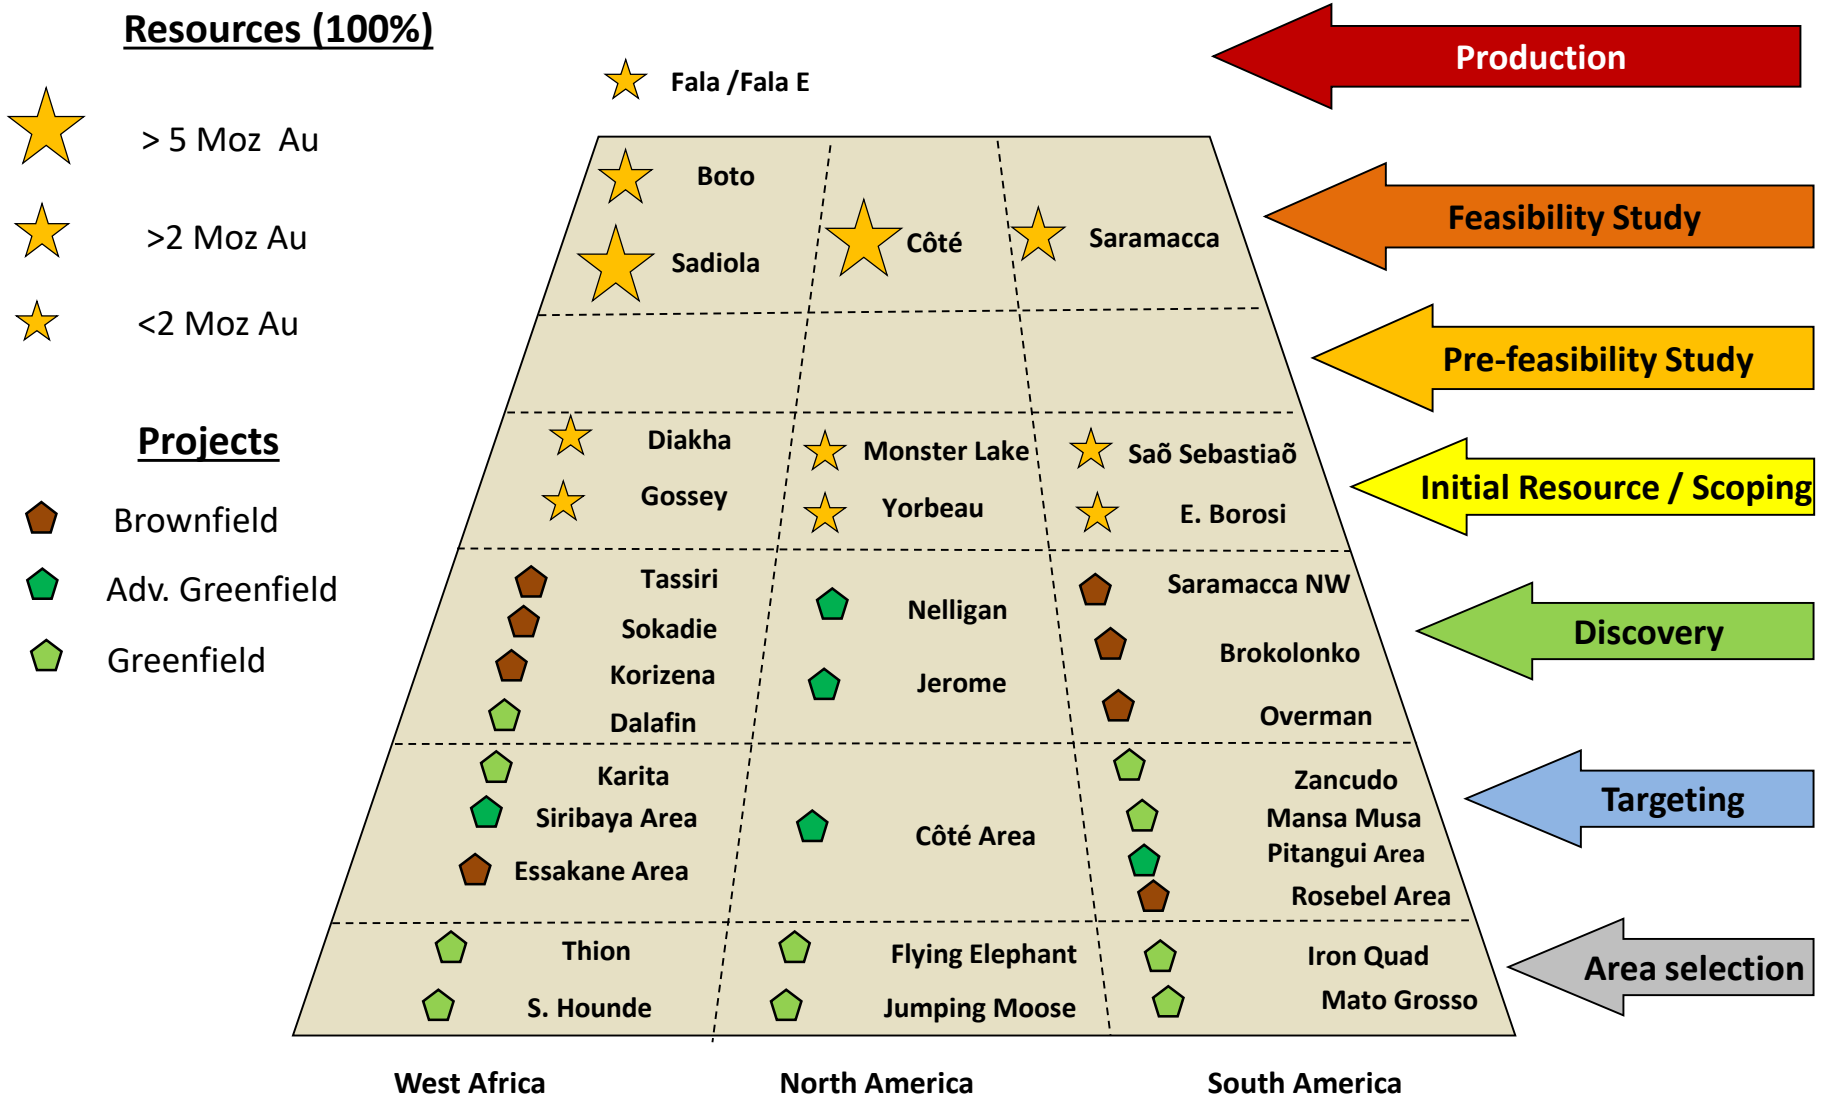 Resources (100%)
> 5 Moz Au
>2 Moz Au
<2 Moz Au
Projects
Brownfield
Adv. Greenfield
Greenfield
Fala /Fala E
Production
Boto
Sadiola
Côté
Saramacca
Feasibility Study
Pre-feasibility Study
Diakha
Gossey
Monster Lake
Yorbeau
Saõ Sebastiaõ
E. Borosi
Initial Resource / Scoping
Tassiri
Sokadie
Korizena
Dalafin
Nelligan
Jerome
Saramacca NW
Brokolonko
Overman
Discovery
Karita
Siribaya Area
Essakane Area
Côté Area
Zancudo
Mansa Musa
Pitangui Area
Rosebel Area
Targeting
Thion
S. Hounde
Flying Elephant
Jumping Moose
Iron Quad
Mato Grosso
Area selection
West Africa
North America
South America